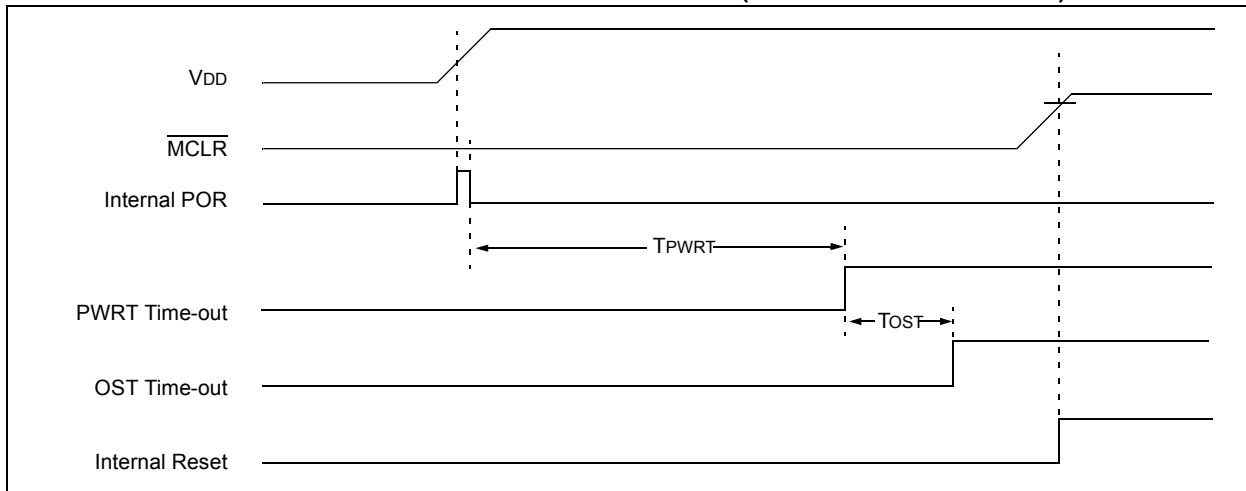 VDD
MCLR
Internal POR
TPWRT
PWRT Time-out
TOST
OST Time-out
Internal Reset